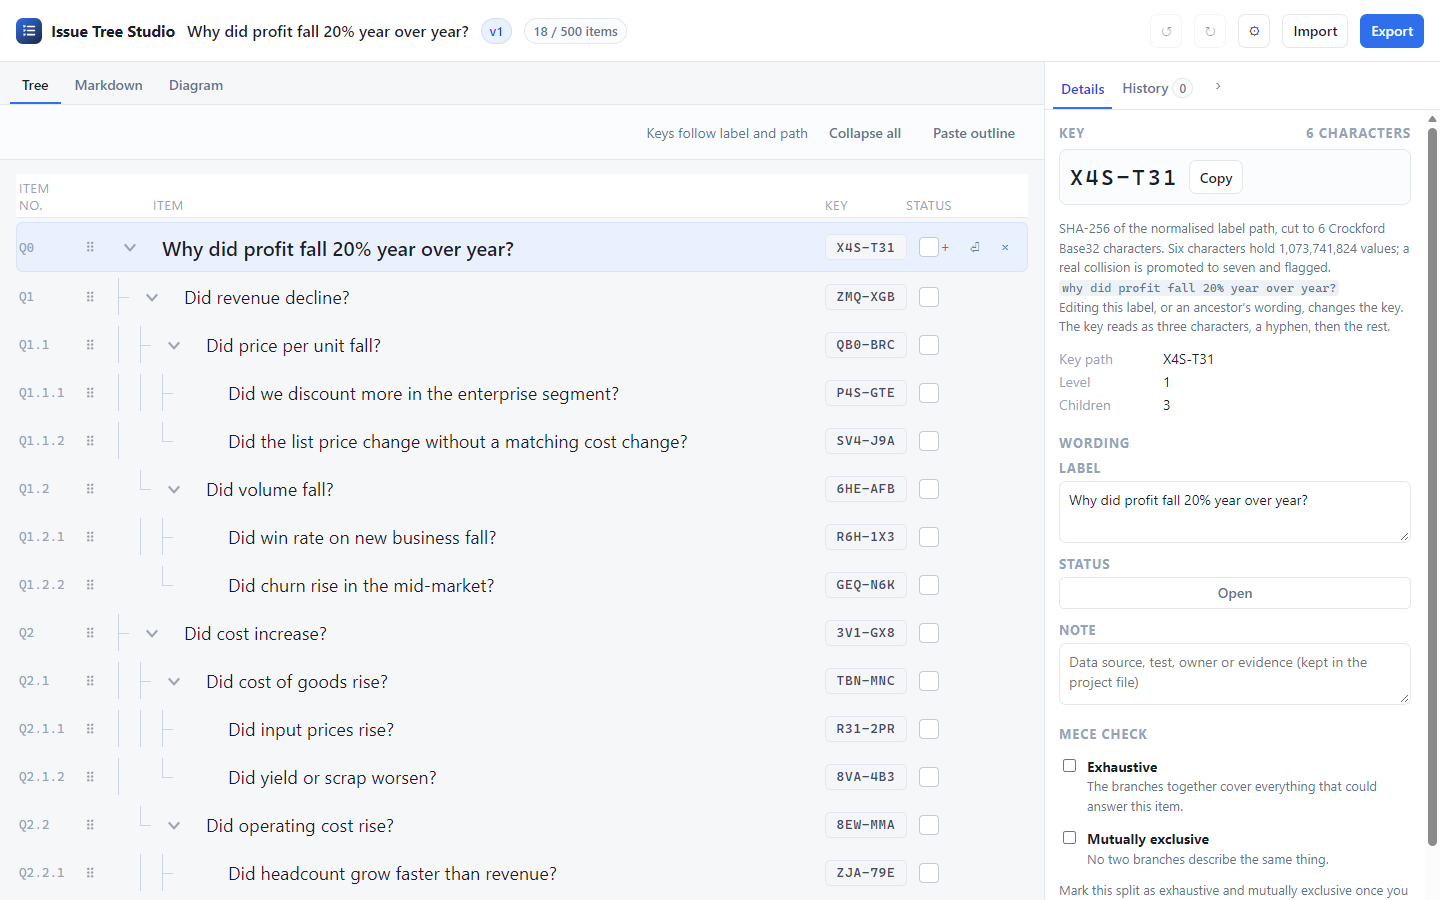 Issue Tree Studio Why did profit fall 20% year over year? v1 18 / 500 items ↺ ↻ ⚙ Import Export
Tree Markdown Diagram
Keys follow label and path Collapse all Paste outline
ITEM NO. ITEM KEY STATUS
Q0 Why did profit fall 20% year over year? X4S-T31 + ⏎ ×
Q1 Did revenue decline? ZMQ-XGB
Q1.1 Did price per unit fall? QB0-BRC
Q1.1.1 Did we discount more in the enterprise segment? P4S-GTE
Q1.1.2 Did the list price change without a matching cost change? SV4-J9A
Q1.2 Did volume fall? 6HE-AFB
Q1.2.1 Did win rate on new business fall? R6H-1X3
Q1.2.2 Did churn rise in the mid-market? GEQ-N6K
Q2 Did cost increase? 3V1-GX8
Q2.1 Did cost of goods rise? TBN-MNC
Q2.1.1 Did input prices rise? R31-2PR
Q2.1.2 Did yield or scrap worsen? 8VA-4B3
Q2.2 Did operating cost rise? 8EW-MMA
Q2.2.1 Did headcount grow faster than revenue? ZJA-79E
Details History 0 ›
KEY 6 CHARACTERS
X4S-T31 Copy
SHA-256 of the normalised label path, cut to 6 Crockford
Base32 characters. Six characters hold 1,073,741,824 values; a
real collision is promoted to seven and flagged.
why did profit fall 20% year over year?
Editing this label, or an ancestor's wording, changes the key.
The key reads as three characters, a hyphen, then the rest.
Key path X4S-T31
Level 1
Children 3
WORDING
LABEL
Why did profit fall 20% year over year?
STATUS
Open
NOTE
Data source, test, owner or evidence (kept in the
project file)
MECE CHECK
Exhaustive
The branches together cover everything that could
answer this item.
Mutually exclusive
No two branches describe the same thing.
Mark this split as exhaustive and mutually exclusive once you